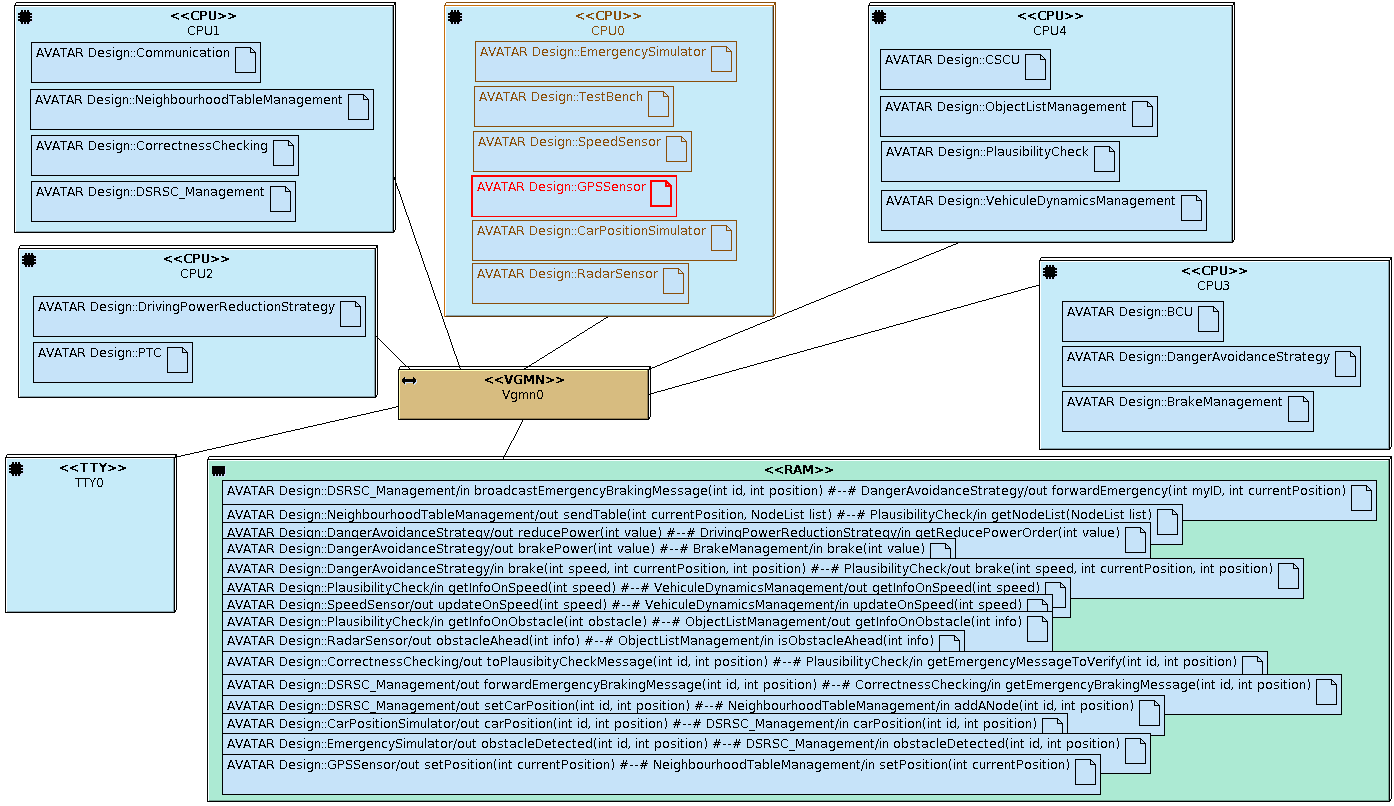 <<CPU>>
CPU1
AVATAR Design::Communication
AVATAR Design::NeighbourhoodTableManagement
AVATAR Design::CorrectnessChecking
AVATAR Design::DSRSC_Management
<<CPU>>
CPU0
AVATAR Design::EmergencySimulator
AVATAR Design::TestBench
AVATAR Design::SpeedSensor
AVATAR Design::GPSSensor
AVATAR Design::CarPositionSimulator
AVATAR Design::RadarSensor
<<CPU>>
CPU4
AVATAR Design::CSCU
AVATAR Design::ObjectListManagement
AVATAR Design::PlausibilityCheck
AVATAR Design::VehiculeDynamicsManagement
<<CPU>>
CPU2
AVATAR Design::DrivingPowerReductionStrategy
AVATAR Design::PTC
<<CPU>>
CPU3
AVATAR Design::BCU
AVATAR Design::DangerAvoidanceStrategy
AVATAR Design::BrakeManagement
<<VGMN>>
Vgmn0
<<TTY>>
TTY0
<<RAM>>
AVATAR Design::DSRSC_Management/in broadcastEmergencyBrakingMessage(int id, int position) #--# DangerAvoidanceStrategy/out forwardEmergency(int myID, int currentPosition)
AVATAR Design::NeighbourhoodTableManagement/out sendTable(int currentPosition, NodeList list) #--# PlausibilityCheck/in getNodeList(NodeList list)
AVATAR Design::DangerAvoidanceStrategy/out reducePower(int value) #--# DrivingPowerReductionStrategy/in getReducePowerOrder(int value)
AVATAR Design::DangerAvoidanceStrategy/out brakePower(int value) #--# BrakeManagement/in brake(int value)
AVATAR Design::DangerAvoidanceStrategy/in brake(int speed, int currentPosition, int position) #--# PlausibilityCheck/out brake(int speed, int currentPosition, int position)
AVATAR Design::PlausibilityCheck/in getInfoOnSpeed(int speed) #--# VehiculeDynamicsManagement/out getInfoOnSpeed(int speed)
AVATAR Design::SpeedSensor/out updateOnSpeed(int speed) #--# VehiculeDynamicsManagement/in updateOnSpeed(int speed)
AVATAR Design::PlausibilityCheck/in getInfoOnObstacle(int obstacle) #--# ObjectListManagement/out getInfoOnObstacle(int info)
AVATAR Design::RadarSensor/out obstacleAhead(int info) #--# ObjectListManagement/in isObstacleAhead(int info)
AVATAR Design::CorrectnessChecking/out toPlausibityCheckMessage(int id, int position) #--# PlausibilityCheck/in getEmergencyMessageToVerify(int id, int position)
AVATAR Design::DSRSC_Management/out forwardEmergencyBrakingMessage(int id, int position) #--# CorrectnessChecking/in getEmergencyBrakingMessage(int id, int position)
AVATAR Design::DSRSC_Management/out setCarPosition(int id, int position) #--# NeighbourhoodTableManagement/in addANode(int id, int position)
AVATAR Design::CarPositionSimulator/out carPosition(int id, int position) #--# DSRSC_Management/in carPosition(int id, int position)
AVATAR Design::EmergencySimulator/out obstacleDetected(int id, int position) #--# DSRSC_Management/in obstacleDetected(int id, int position)
AVATAR Design::GPSSensor/out setPosition(int currentPosition) #--# NeighbourhoodTableManagement/in setPosition(int currentPosition)